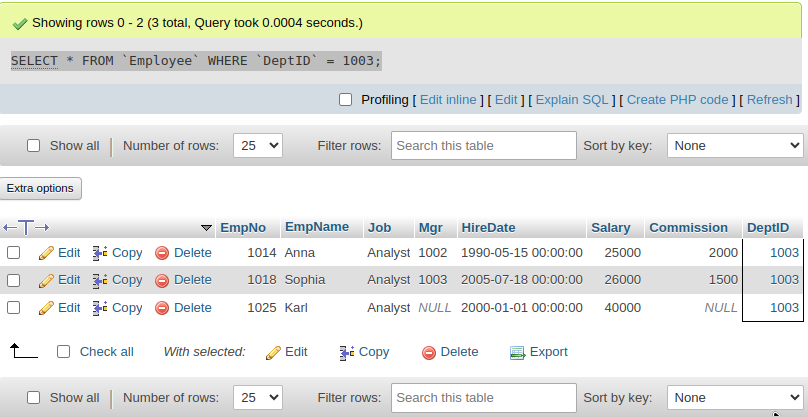 Showing rows 0 - 2 (3 total, Query took 0.0004 seconds.)
SELECT * FROM `Employee` WHERE `DeptID` = 1003;
Profiling [ Edit inline ] [ Edit ] [ Explain SQL ] [ Create PHP code ] [ Refresh ]
Show all Number of rows: 25 Filter rows: Search this table Sort by key: None
Extra options
EmpNo EmpName Job Mgr HireDate Salary Commission DeptID
Edit Copy Delete 1014 Anna Analyst 1002 1990-05-15 00:00:00 25000 2000 1003
Edit Copy Delete 1018 Sophia Analyst 1003 2005-07-18 00:00:00 26000 1500 1003
Edit Copy Delete 1025 Karl Analyst NULL 2000-01-01 00:00:00 40000 NULL 1003
Check all With selected: Edit Copy Delete Export
Show all Number of rows: 25 Filter rows: Search this table Sort by key: None